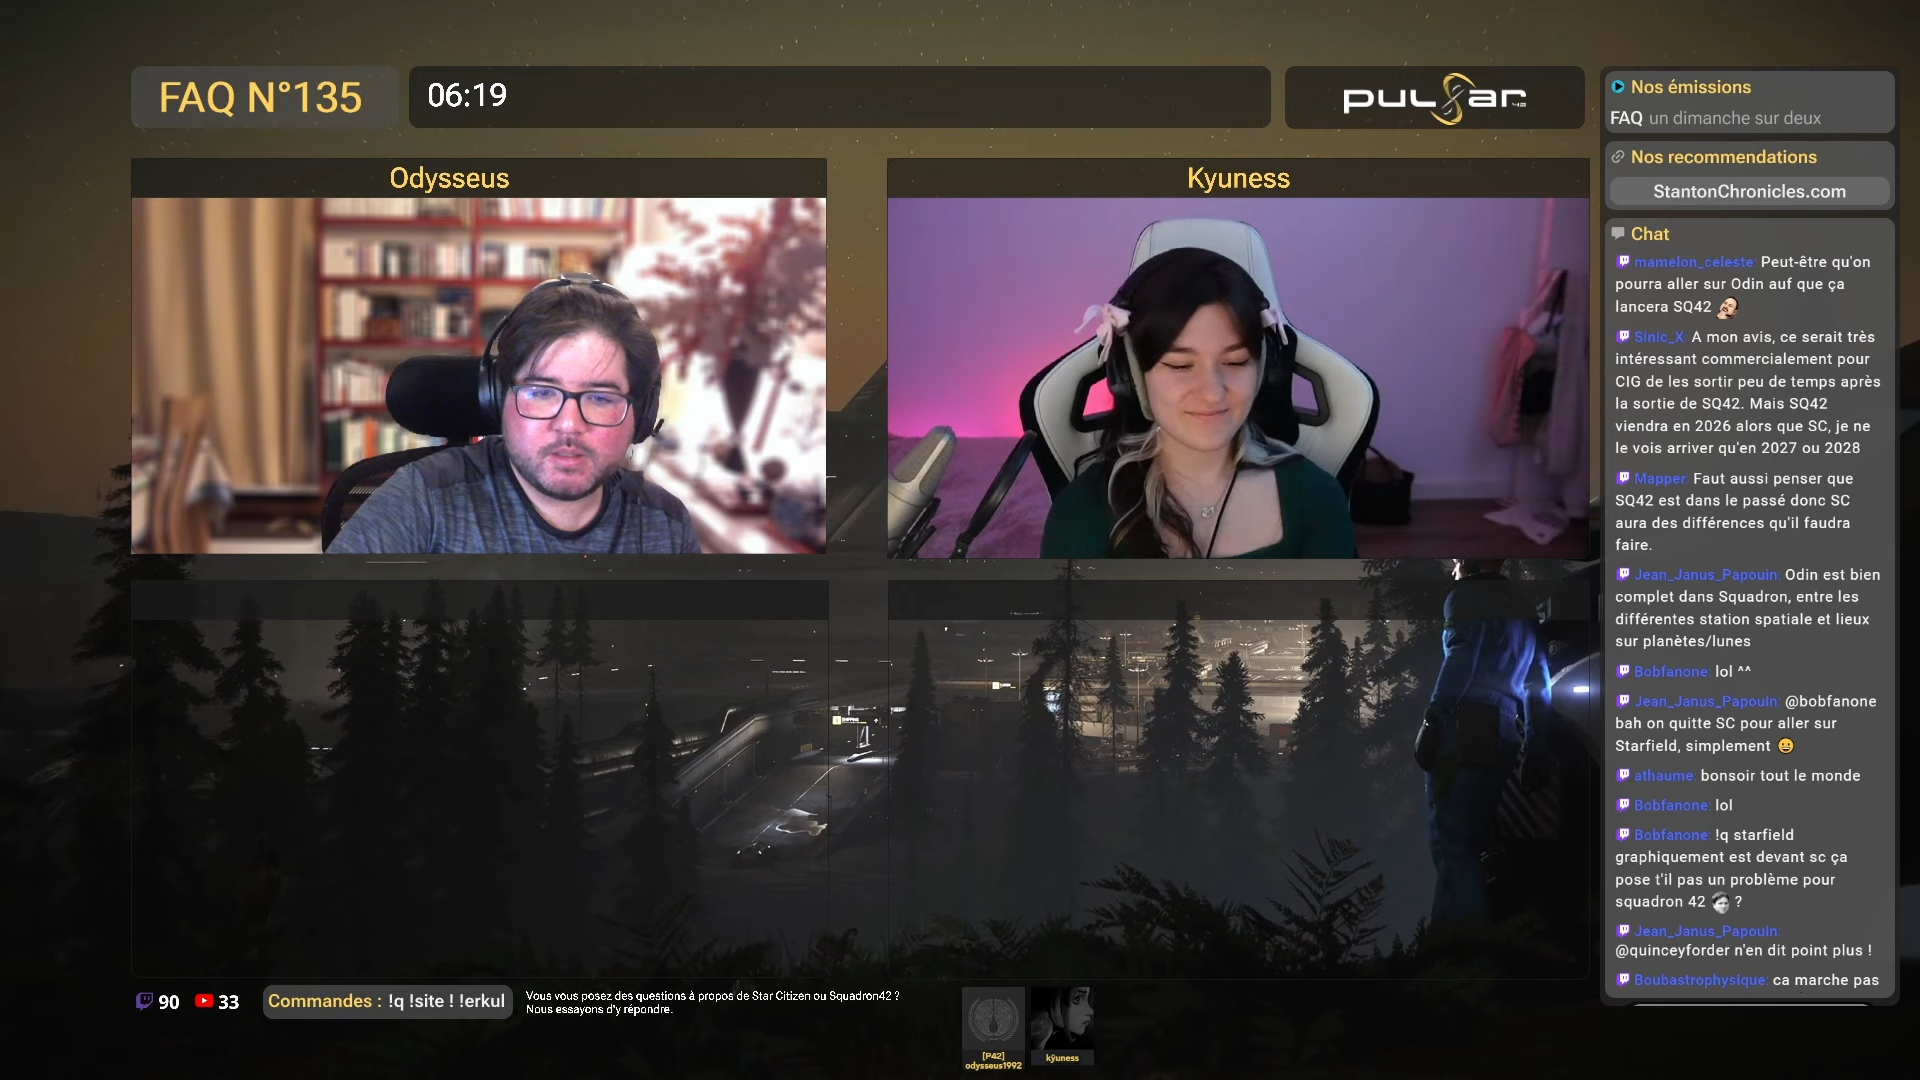 FAQ N°135
06:19
pulsar 42
Odysseus
Kyuness
Nos émissions
FAQ un dimanche sur deux
Nos recommendations
StantonChronicles.com
Chat
mamelon_celeste: Peut-être qu'on
pourra aller sur Odin auf que ça
lancera SQ42
Sinic_X: A mon avis, ce serait très
intéressant commercialement pour
CIG de les sortir peu de temps après
la sortie de SQ42. Mais SQ42
viendra en 2026 alors que SC, je ne
le vois arriver qu'en 2027 ou 2028
Mapper: Faut aussi penser que
SQ42 est dans le passé donc SC
aura des différences qu'il faudra
faire.
Jean_Janus_Papouin: Odin est bien
complet dans Squadron, entre les
différentes station spatiale et lieux
sur planètes/lunes
Bobfanone: lol ^^
Jean_Janus_Papouin: @bobfanone
bah on quitte SC pour aller sur
Starfield, simplement
athaume: bonsoir tout le monde
Bobfanone: lol
Bobfanone: !q starfield
graphiquement est devant sc ça
pose t'il pas un problème pour
squadron 42 ?
Jean_Janus_Papouin:
@quinceyforder n'en dit point plus !
Boubastrophysique: ca marche pas
90 33
Commandes : !q !site ! !erkul
Vous vous posez des questions à propos de Star Citizen ou Squadron42 ?
Nous essayons d'y répondre.
[P42]
odysseus1992
kÿuness